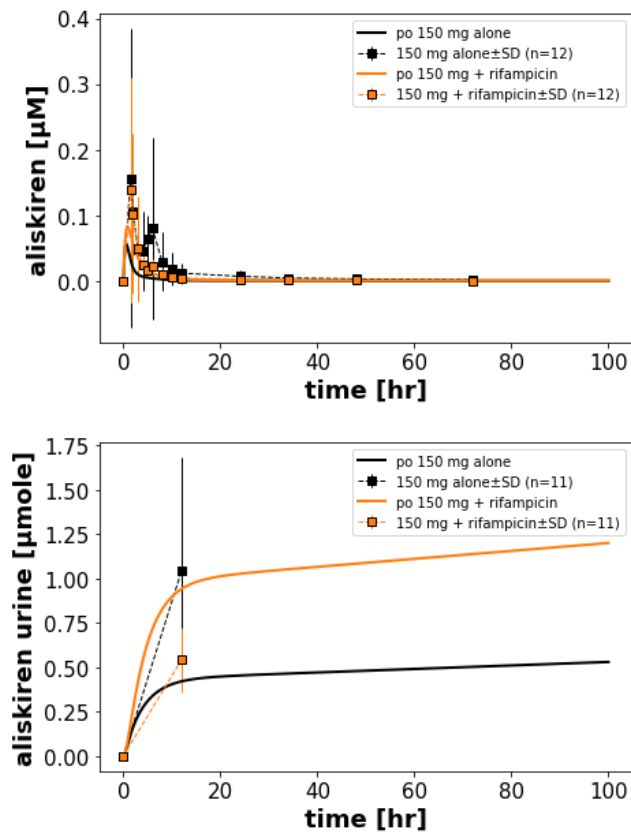 aliskiren [μM]
0.4
0.3
0.2
0.1
0.0
po 150 mg alone
150 mg alone±SD (n=12)
po 150 mg + rifampicin
150 mg + rifampicin±SD (n=12)
0 20 40 60 80 100
time [hr]
aliskiren urine [μmole]
1.75
1.50
1.25
1.00
0.75
0.50
0.25
0.00
po 150 mg alone
150 mg alone±SD (n=11)
po 150 mg + rifampicin
150 mg + rifampicin±SD (n=11)
0 20 40 60 80 100
time [hr]